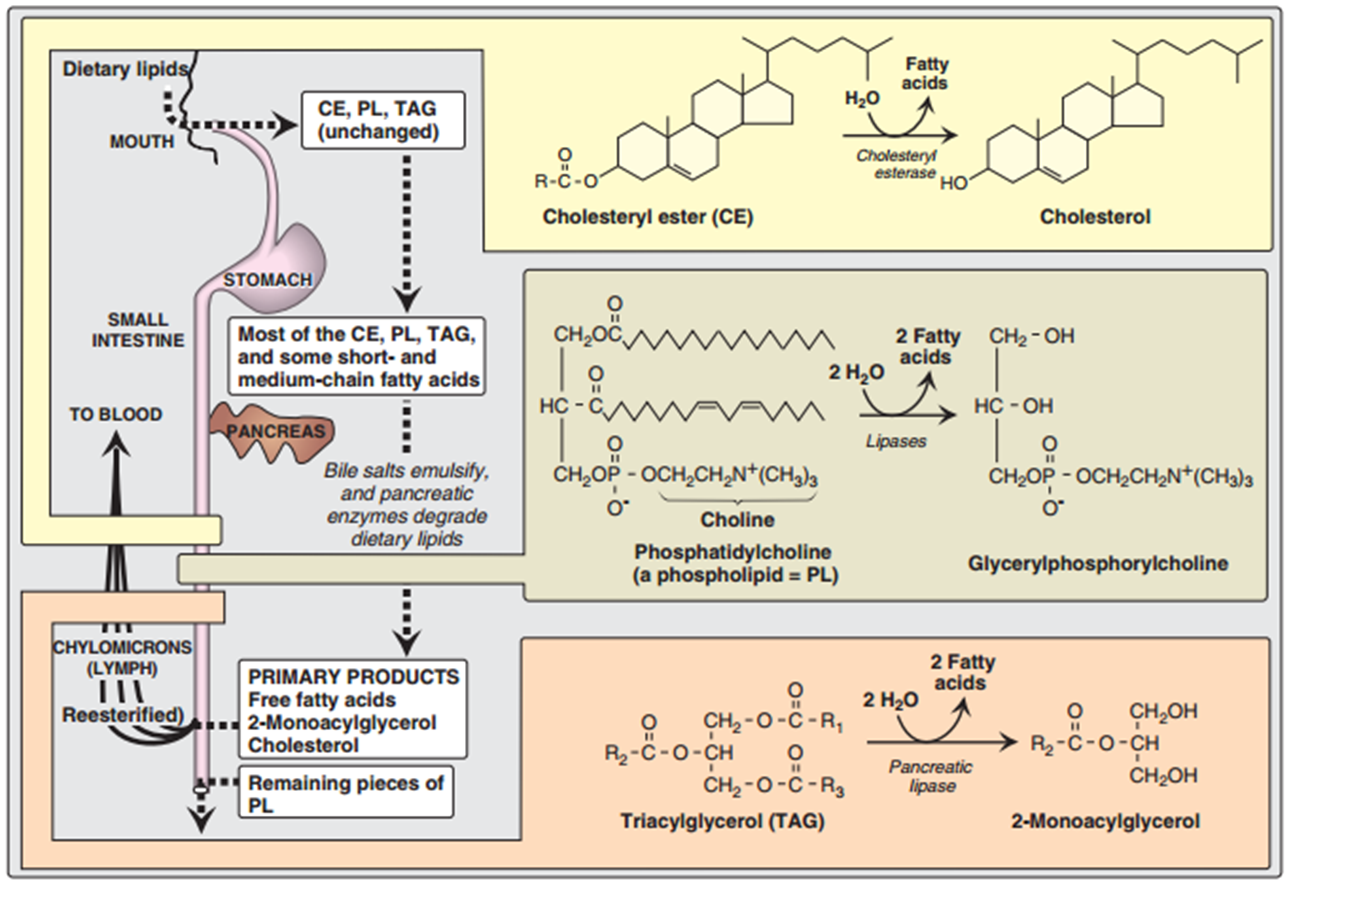 Dietary lipids
MOUTH
CE, PL, TAG
(unchanged)
STOMACH
SMALL
INTESTINE
Most of the CE, PL, TAG,
and some short- and
medium-chain fatty acids
TO BLOOD
PANCREAS
Bile salts emulsify,
and pancreatic
enzymes degrade
dietary lipids
CHYLOMICRONS
(LYMPH)
Reesterified)
PRIMARY PRODUCTS
Free fatty acids
2-Monoacylglycerol
Cholesterol
Remaining pieces of
PL
O
R-C-O
H₂O
Fatty
acids
Cholesteryl
esterase
HO
Cholesteryl ester (CE)
Cholesterol
O
CH₂OC
O
HC - C
O
CH₂OP - OCH₂CH₂N⁺(CH₃)₃
O⁻
Choline
Phosphatidylcholine
(a phospholipid = PL)
2 H₂O
2 Fatty
acids
Lipases
CH₂ - OH
HC - OH
O
CH₂OP - OCH₂CH₂N⁺(CH₃)₃
O⁻
Glycerylphosphorylcholine
O
CH₂-O-C-R₁
O
R₂-C-O-CH
O
CH₂-O-C-R₃
Triacylglycerol (TAG)
2 H₂O
2 Fatty
acids
Pancreatic
lipase
O
CH₂OH
R₂-C-O-CH
CH₂OH
2-Monoacylglycerol